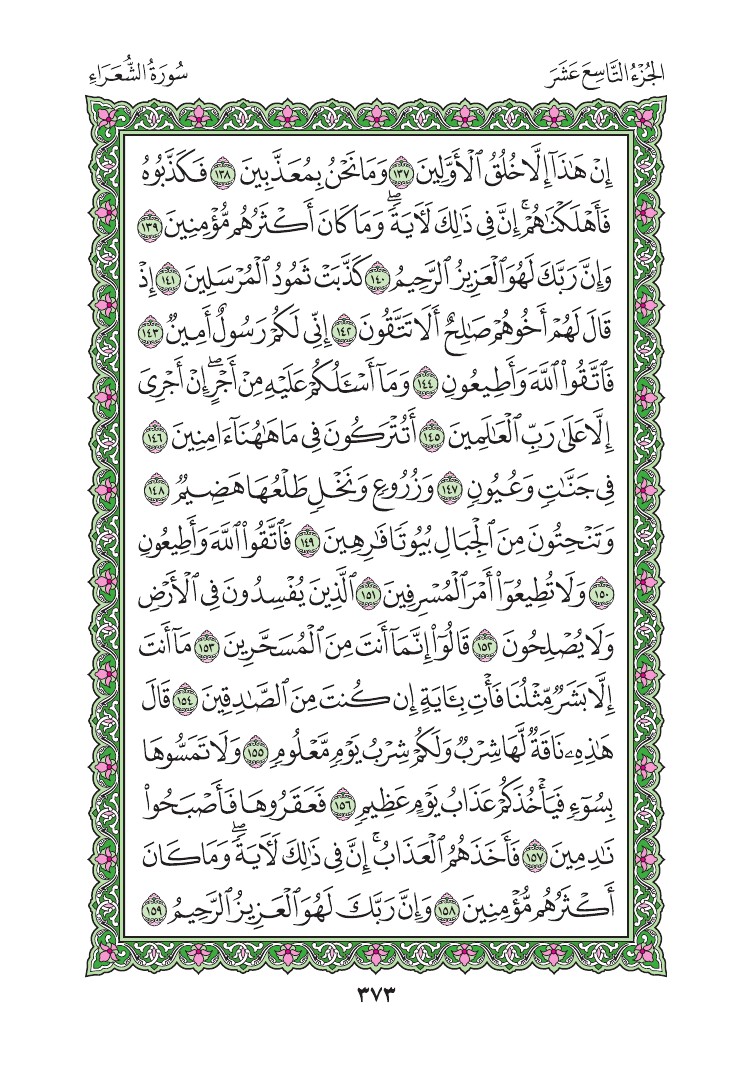 الجُزْءُ التَّاسِعَ عَشَرَ
سُورَةُ الشُّعَرَاءِ
إِنْ هَٰذَآ إِلَّا خُلُقُ ٱلْأَوَّلِينَ ١٣٧ وَمَا نَحْنُ بِمُعَذَّبِينَ ١٣٨ فَكَذَّبُوهُ
فَأَهْلَكْنَٰهُمْ ۚ إِنَّ فِى ذَٰلِكَ لَءَايَةً ۖ وَمَا كَانَ أَكْثَرُهُم مُّؤْمِنِينَ ١٣٩
وَإِنَّ رَبَّكَ لَهُوَ ٱلْعَزِيزُ ٱلرَّحِيمُ ١٤٠ كَذَّبَتْ ثَمُودُ ٱلْمُرْسَلِينَ ١٤١ إِذْ
قَالَ لَهُمْ أَخُوهُمْ صَٰلِحٌ أَلَا تَتَّقُونَ ١٤٢ إِنِّى لَكُمْ رَسُولٌ أَمِينٌ ١٤٣
فَٱتَّقُوا۟ ٱللَّهَ وَأَطِيعُونِ ١٤٤ وَمَآ أَسْـَٔلُكُمْ عَلَيْهِ مِنْ أَجْرٍ ۖ إِنْ أَجْرِىَ
إِلَّا عَلَىٰ رَبِّ ٱلْعَٰلَمِينَ ١٤٥ أَتُتْرَكُونَ فِى مَا هَٰهُنَآ ءَامِنِينَ ١٤٦
فِى جَنَّٰتٍ وَعُيُونٍ ١٤٧ وَزُرُوعٍ وَنَخْلٍ طَلْعُهَا هَضِيمٌ ١٤٨
وَتَنْحِتُونَ مِنَ ٱلْجِبَالِ بُيُوتًا فَٰرِهِينَ ١٤٩ فَٱتَّقُوا۟ ٱللَّهَ وَأَطِيعُونِ
١٥٠ وَلَا تُطِيعُوٓا۟ أَمْرَ ٱلْمُسْرِفِينَ ١٥١ ٱلَّذِينَ يُفْسِدُونَ فِى ٱلْأَرْضِ
وَلَا يُصْلِحُونَ ١٥٢ قَالُوٓا۟ إِنَّمَآ أَنتَ مِنَ ٱلْمُسَحَّرِينَ ١٥٣ مَآ أَنتَ
إِلَّا بَشَرٌ مِّثْلُنَا فَأْتِ بِـَٔايَةٍ إِن كُنتَ مِنَ ٱلصَّٰدِقِينَ ١٥٤ قَالَ
هَٰذِهِۦ نَاقَةٌ لَّهَا شِرْبٌ وَلَكُمْ شِرْبُ يَوْمٍ مَّعْلُومٍ ١٥٥ وَلَا تَمَسُّوهَا
بِسُوٓءٍ فَيَأْخُذَكُمْ عَذَابُ يَوْمٍ عَظِيمٍ ١٥٦ فَعَقَرُوهَا فَأَصْبَحُوا۟
نَٰدِمِينَ ١٥٧ فَأَخَذَهُمُ ٱلْعَذَابُ ۚ إِنَّ فِى ذَٰلِكَ لَءَايَةً ۖ وَمَا كَانَ
أَكْثَرُهُم مُّؤْمِنِينَ ١٥٨ وَإِنَّ رَبَّكَ لَهُوَ ٱلْعَزِيزُ ٱلرَّحِيمُ ١٥٩
٣٧٣